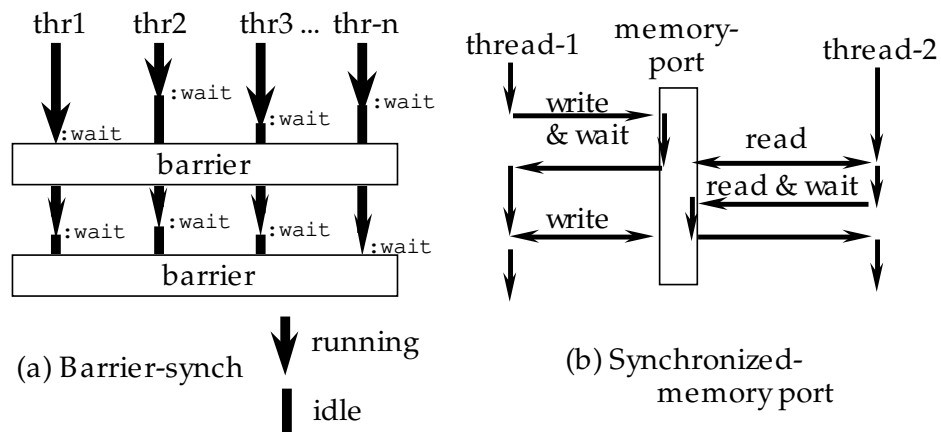 thr1 thr2 thr3 ... thr-n
:wait
:wait
:wait
:wait
barrier
:wait
:wait
:wait
:wait
barrier
running
(a) Barrier-synch
idle
memory-
port
thread-1
thread-2
write
& wait
read
read & wait
write
(b) Synchronized-
memory port